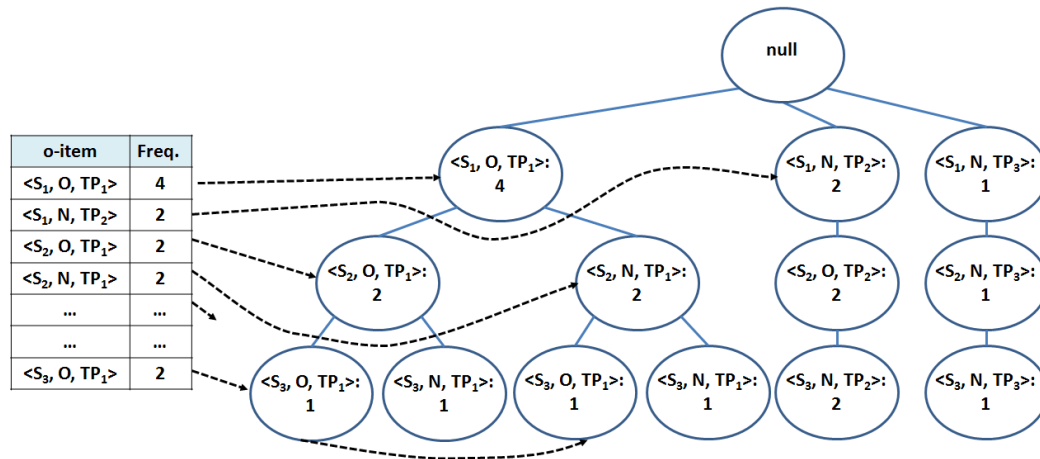 null
o-item Freq.
<S1, O, TP1> 4
<S1, N, TP2> 2
<S2, O, TP1> 2
<S2, N, TP1> 2
... ...
... ...
<S3, O, TP1> 2
<S1, O, TP1>:
4
<S1, N, TP2>:
2
<S1, N, TP3>:
1
<S2, O, TP1>:
2
<S2, N, TP1>:
2
<S2, O, TP2>:
2
<S2, N, TP3>:
1
<S3, O, TP1>:
1
<S3, N, TP1>:
1
<S3, O, TP1>:
1
<S3, N, TP1>:
1
<S3, N, TP2>:
2
<S3, N, TP3>:
1